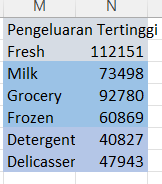 M N
Pengeluaran Tertinggi
Fresh 112151
Milk 73498
Grocery 92780
Frozen 60869
Detergent 40827
Delicasser 47943